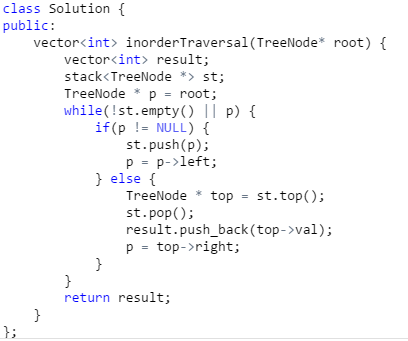 class Solution {
public:
    vector<int> inorderTraversal(TreeNode* root) {
        vector<int> result;
        stack<TreeNode *> st;
        TreeNode * p = root;
        while(!st.empty() || p) {
            if(p != NULL) {
                st.push(p);
                p = p->left;
            } else {
                TreeNode * top = st.top();
                st.pop();
                result.push_back(top->val);
                p = top->right;
            }
        }
        return result;
    }
};